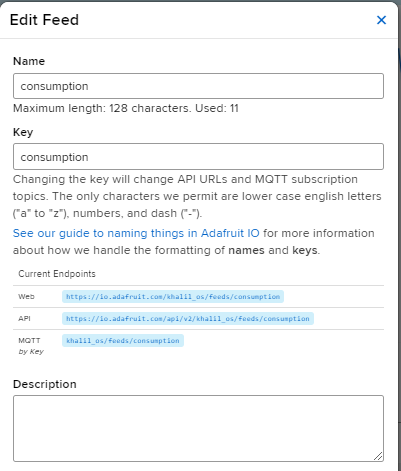 Edit Feed
Name
consumption
Maximum length: 128 characters. Used: 11
Key
consumption
Changing the key will change API URLs and MQTT subscription
topics. The only characters we permit are lower case english letters
("a" to "z"), numbers, and dash ("-").
See our guide to naming things in Adafruit IO for more information
about how we handle the formatting of names and keys.
Current Endpoints
Web https://io.adafruit.com/khalil_os/feeds/consumption
API https://io.adafruit.com/api/v2/khalil_os/feeds/consumption
MQTT khalil_os/feeds/consumption
by Key
Description